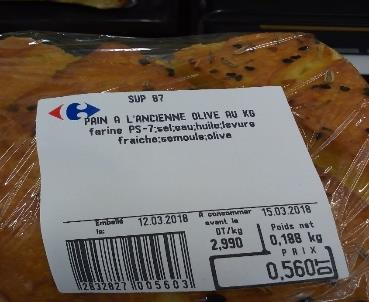 SUP 87
PAIN A L'ANCIENNE OLIVE AU KG
farine PS-7;sel;eau;huile;levure
fraiche;semoule;olive
Emballé le: 12.03.2018
A consommer avant le 15.03.2018
DT/kg 2,990
Poids net 0,188 kg
PRIX 0,560
2832827 005603